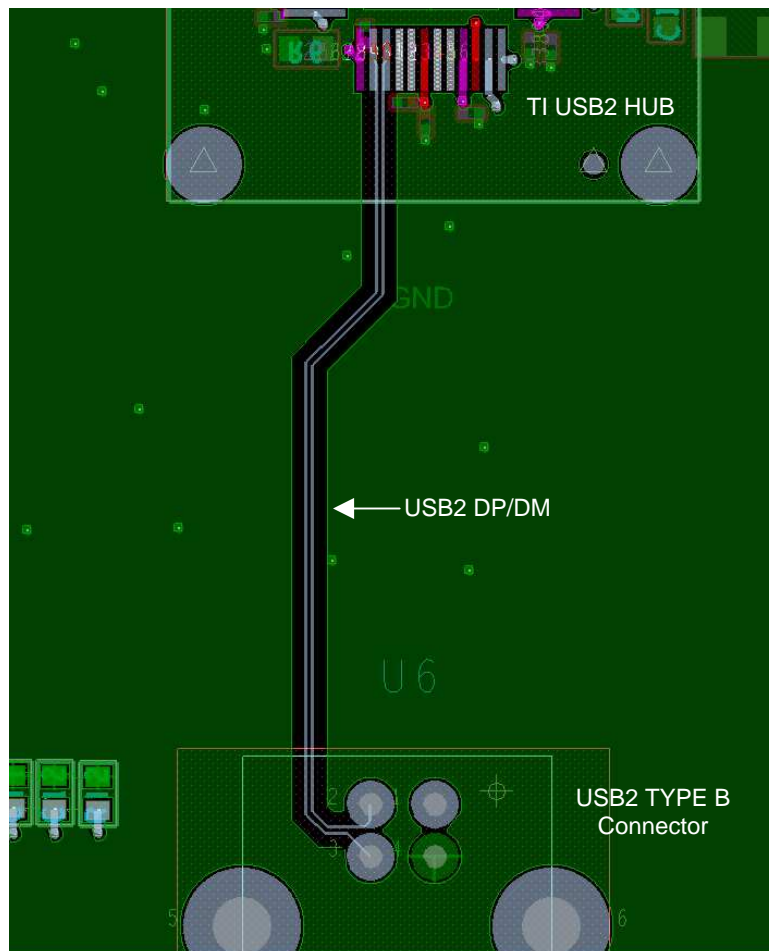 TI USB2 HUB
GND
USB2 DP/DM
U6
USB2 TYPE B
Connector
2
1
3
4
5
6